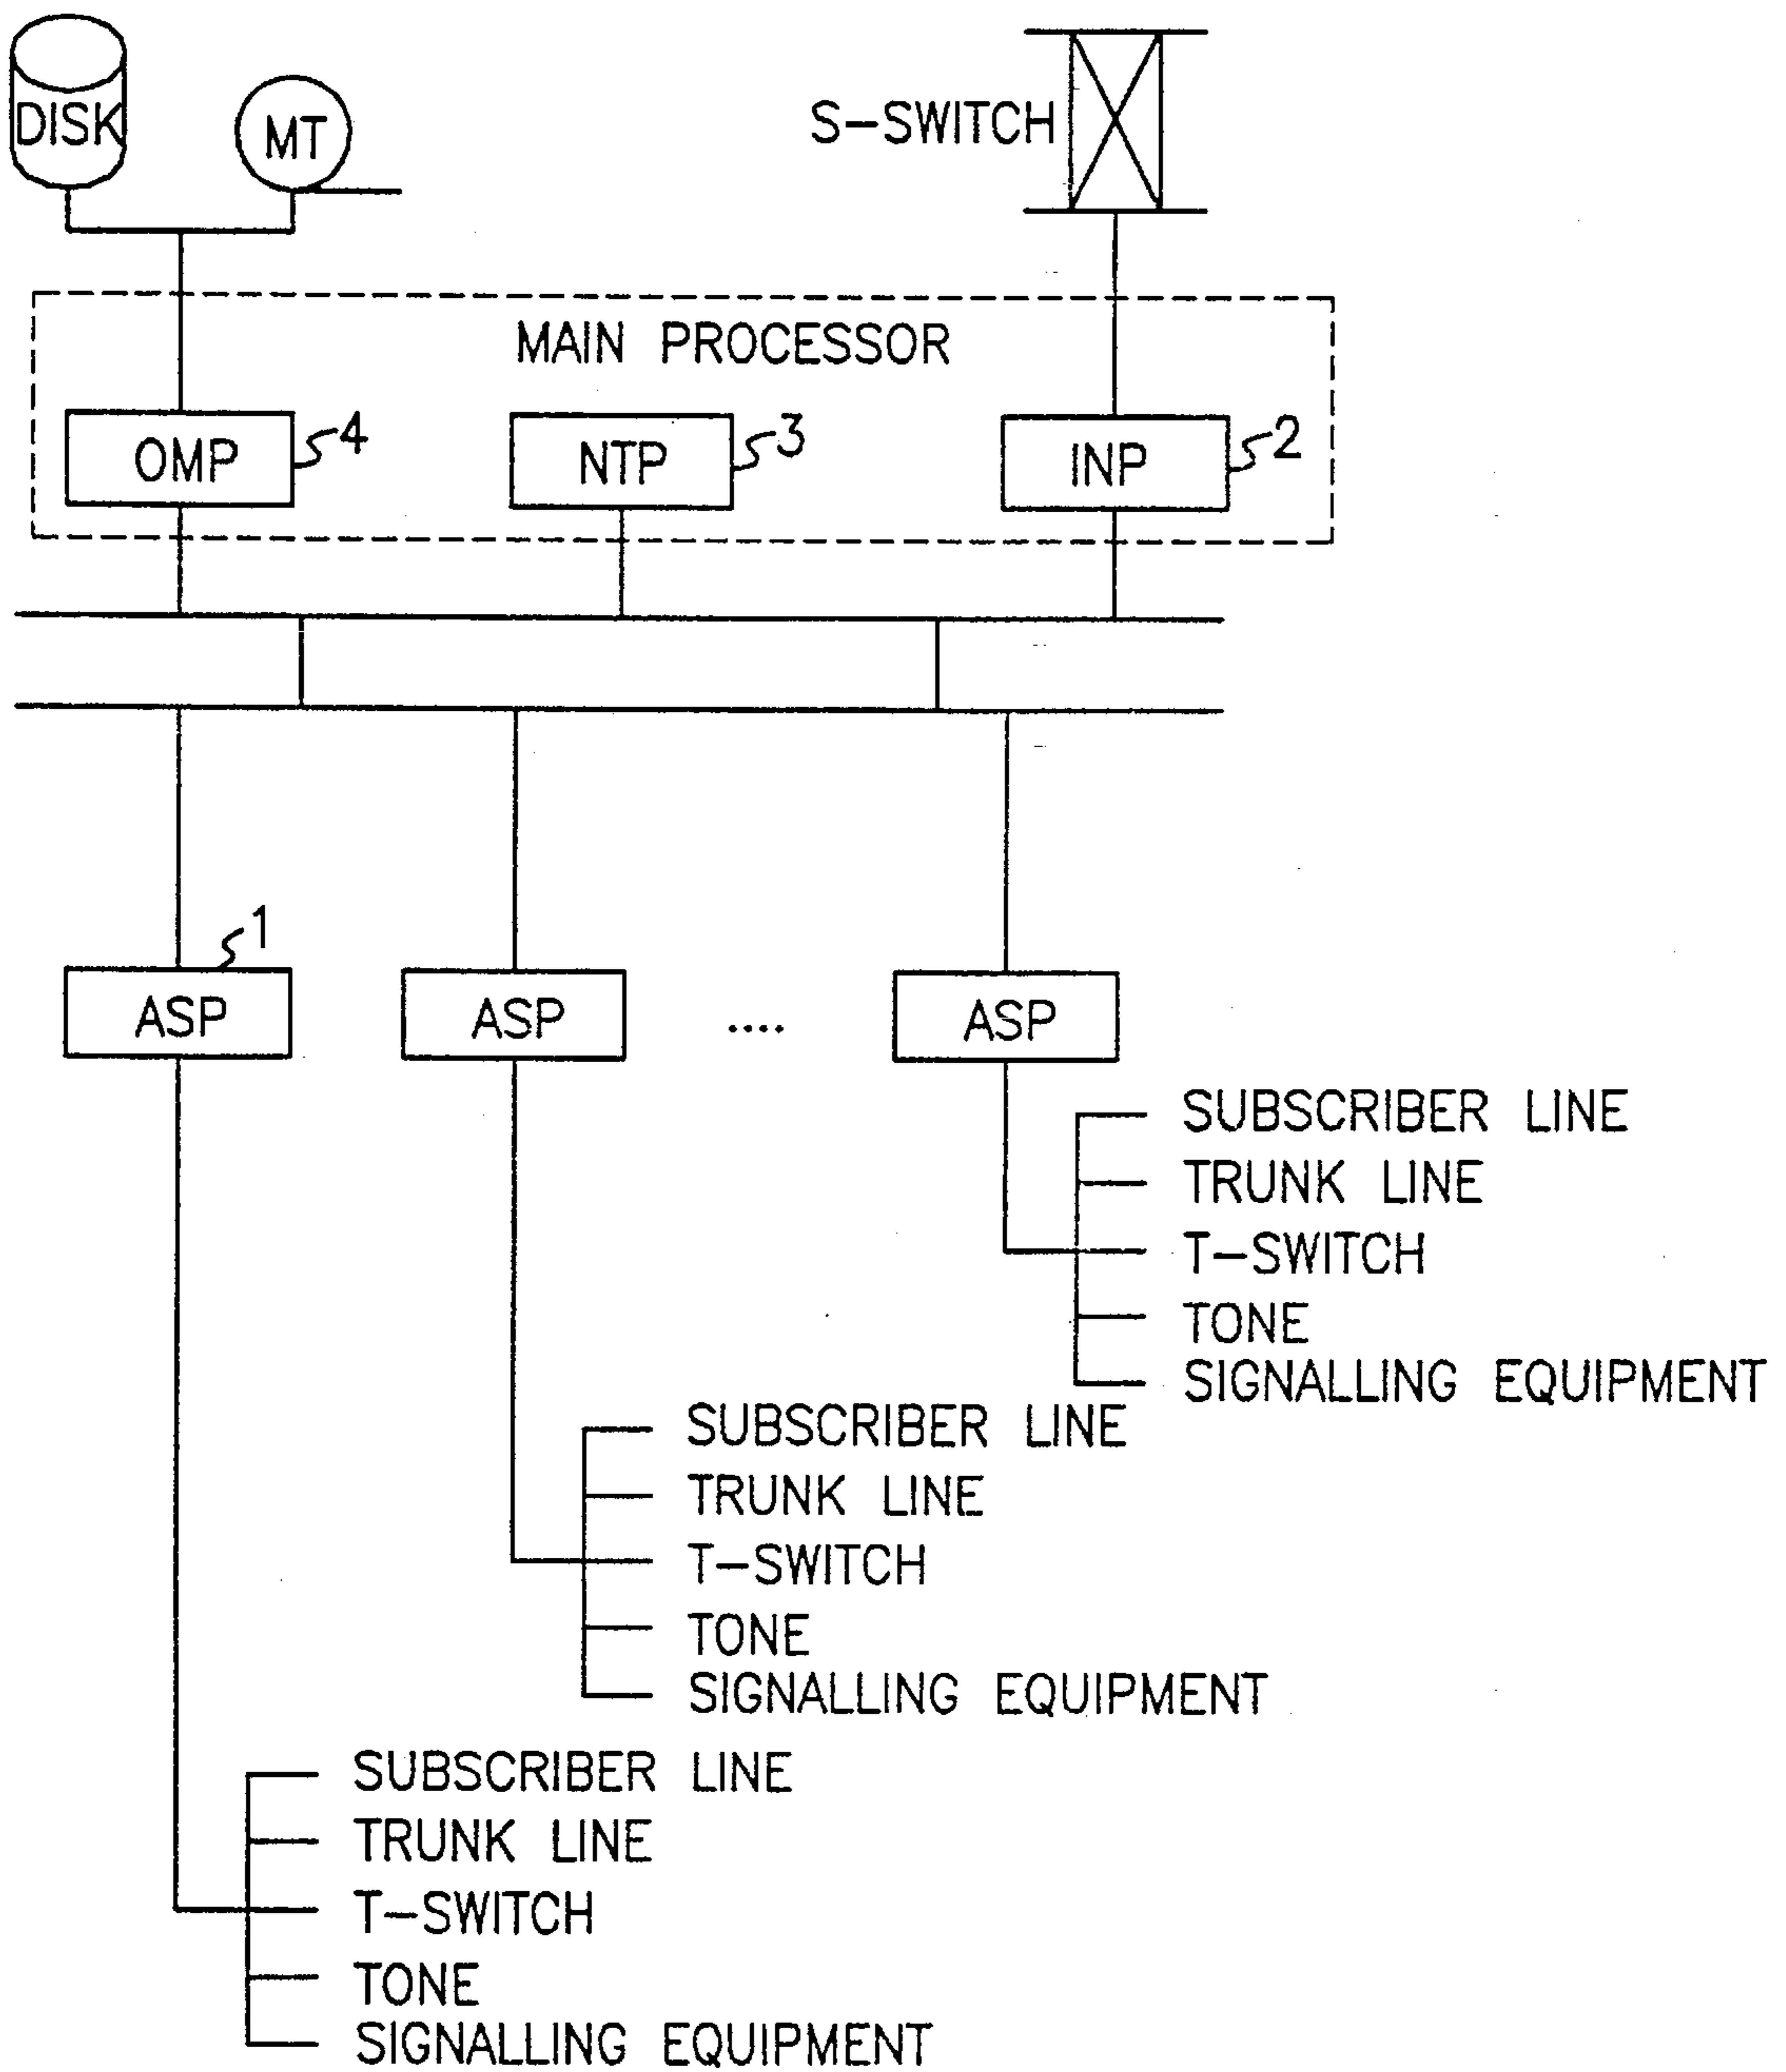 DISK
MT
S-SWITCH
MAIN PROCESSOR
OMP
4
NTP
3
INP
2
1
ASP
ASP
....
ASP
SUBSCRIBER LINE
TRUNK LINE
T-SWITCH
TONE
SIGNALLING EQUIPMENT
SUBSCRIBER LINE
TRUNK LINE
T-SWITCH
TONE
SIGNALLING EQUIPMENT
SUBSCRIBER LINE
TRUNK LINE
T-SWITCH
TONE
SIGNALLING EQUIPMENT